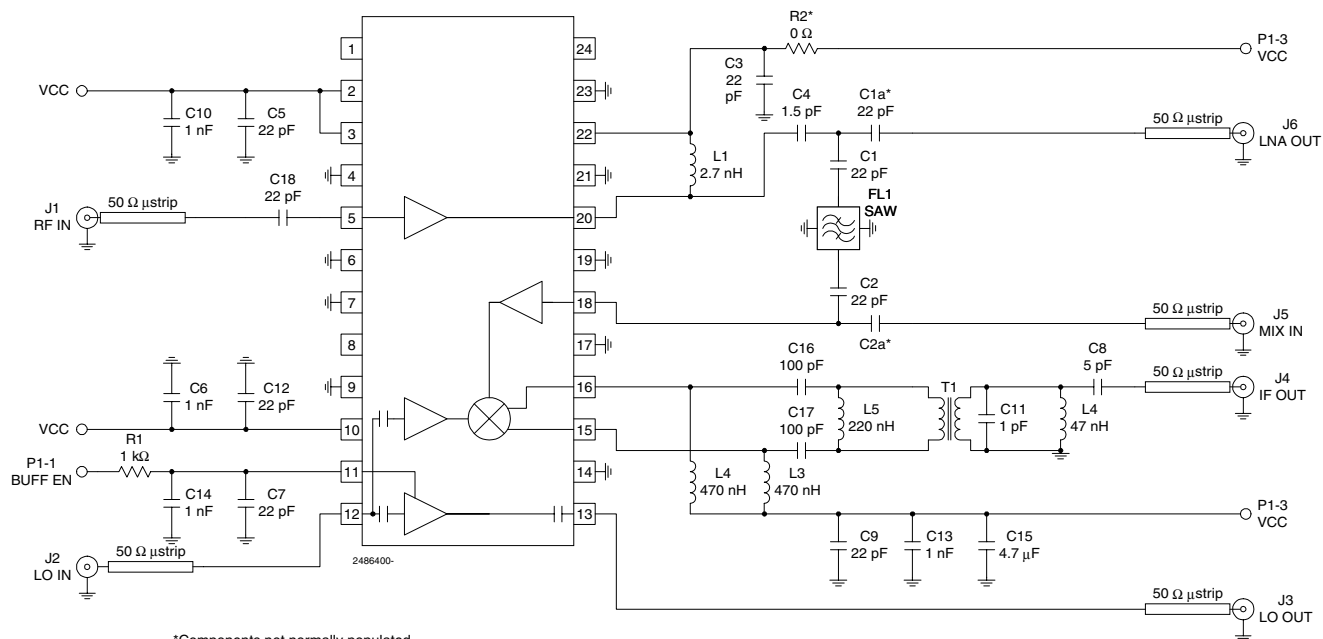 R2*
0 Ω
P1-3
VCC
1
24
C3
22
pF
VCC
2
23
C10
1 nF
C5
22 pF
C4
1.5 pF
C1a*
22 pF
50 Ω µstrip
J6
LNA OUT
3
22
L1
2.7 nH
C1
22 pF
4
21
C18
22 pF
FL1
SAW
J1
RF IN
50 Ω µstrip
5
20
6
19
C2
22 pF
7
18
50 Ω µstrip
J5
MIX IN
C2a*
8
17
C16
100 pF
C8
5 pF
C6
1 nF
C12
22 pF
9
16
T1
50 Ω µstrip
J4
IF OUT
L5
220 nH
C11
1 pF
L4
47 nH
C17
100 pF
VCC
10
15
R1
1 kΩ
P1-1
BUFF EN
11
14
L4
470 nH
L3
470 nH
C14
1 nF
C7
22 pF
12
13
P1-3
VCC
C9
22 pF
C13
1 nF
C15
4.7 µF
J2
LO IN
50 Ω µstrip
2486400-
50 Ω µstrip
J3
LO OUT
*Components not normally populated